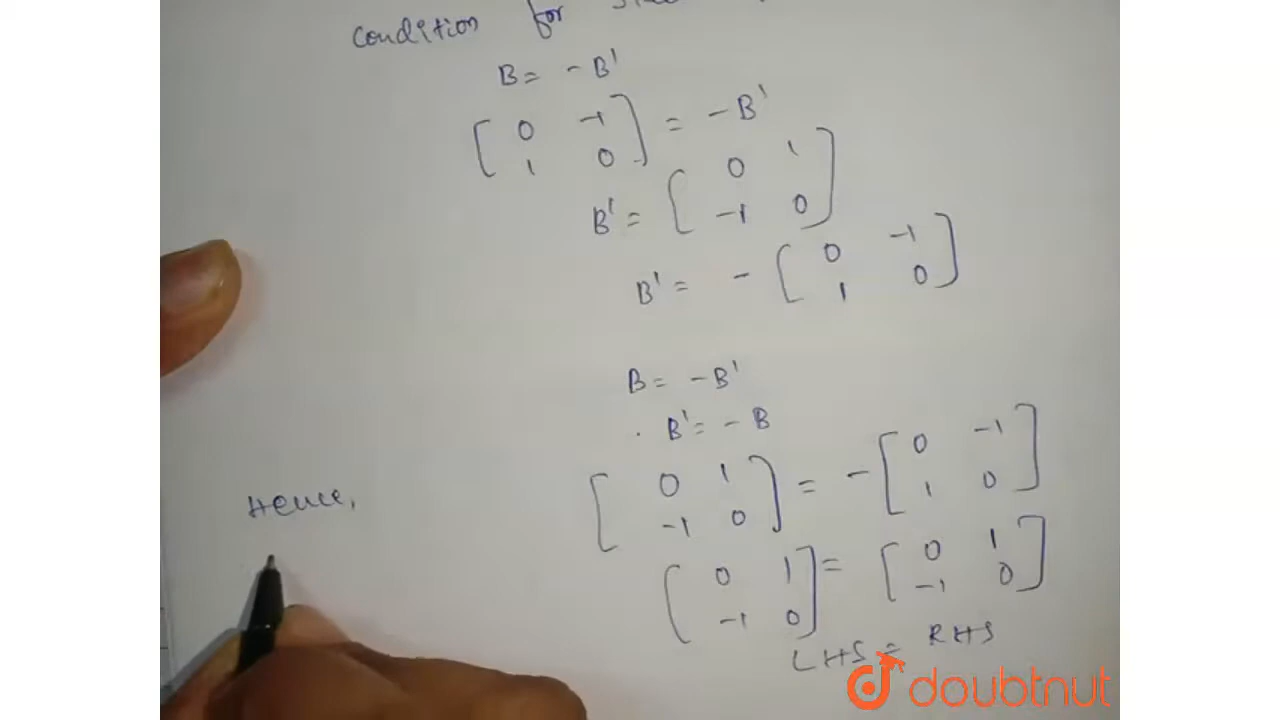 condition for
B = - B'
[ 0 -1
1 0 ] = - B'
B' = [ 0 1
-1 0 ]
B' = - [ 0 -1
1 0 ]
B = - B'
. B' = - B
[ 0 1
-1 0 ] = - [ 0 -1
1 0 ]
Hence,
[ 0 1
-1 0 ] = [ 0 1
-1 0 ]
LHS = RHS
doubtnut